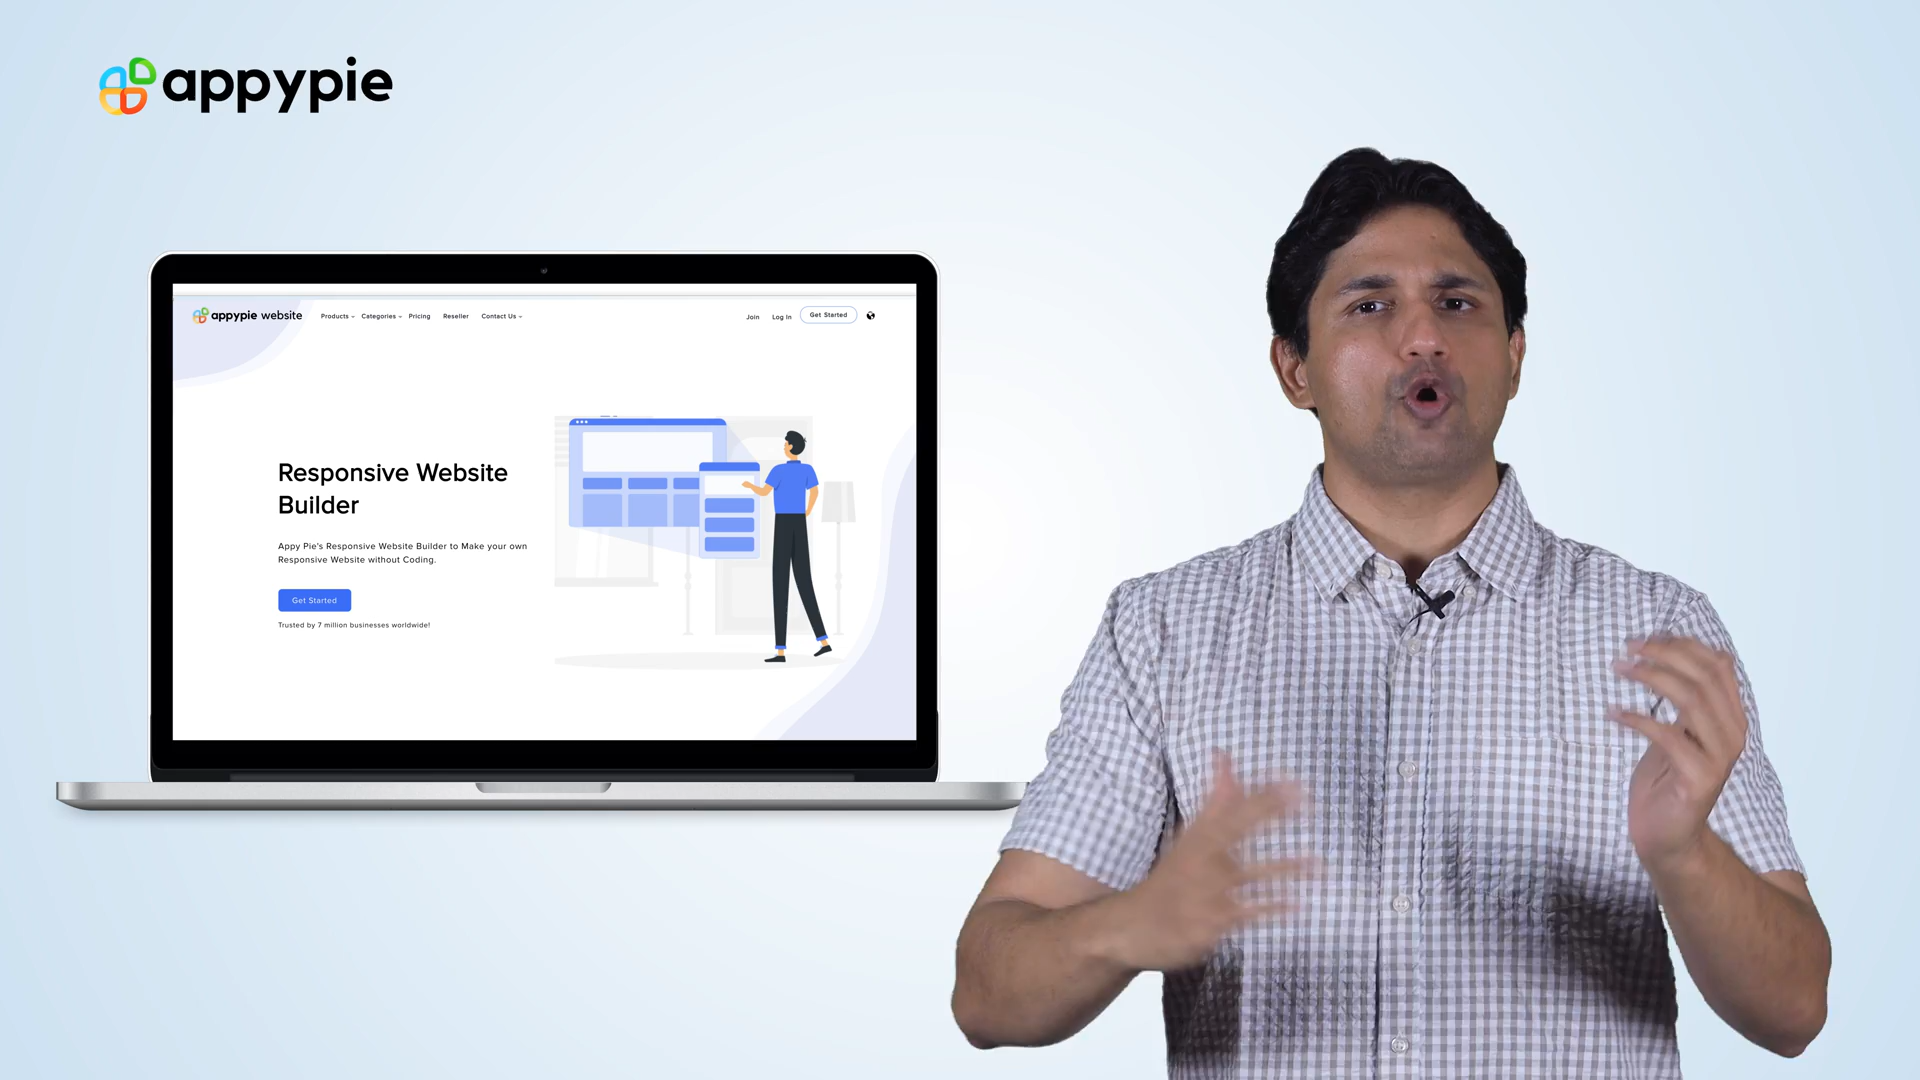 appypie
appypie website Products Categories Pricing Reseller Contact Us Join Log In Get Started
Responsive Website
Builder
Appy Pie's Responsive Website Builder to Make your own
Responsive Website without Coding.
Get Started
Trusted by 7 million businesses worldwide!